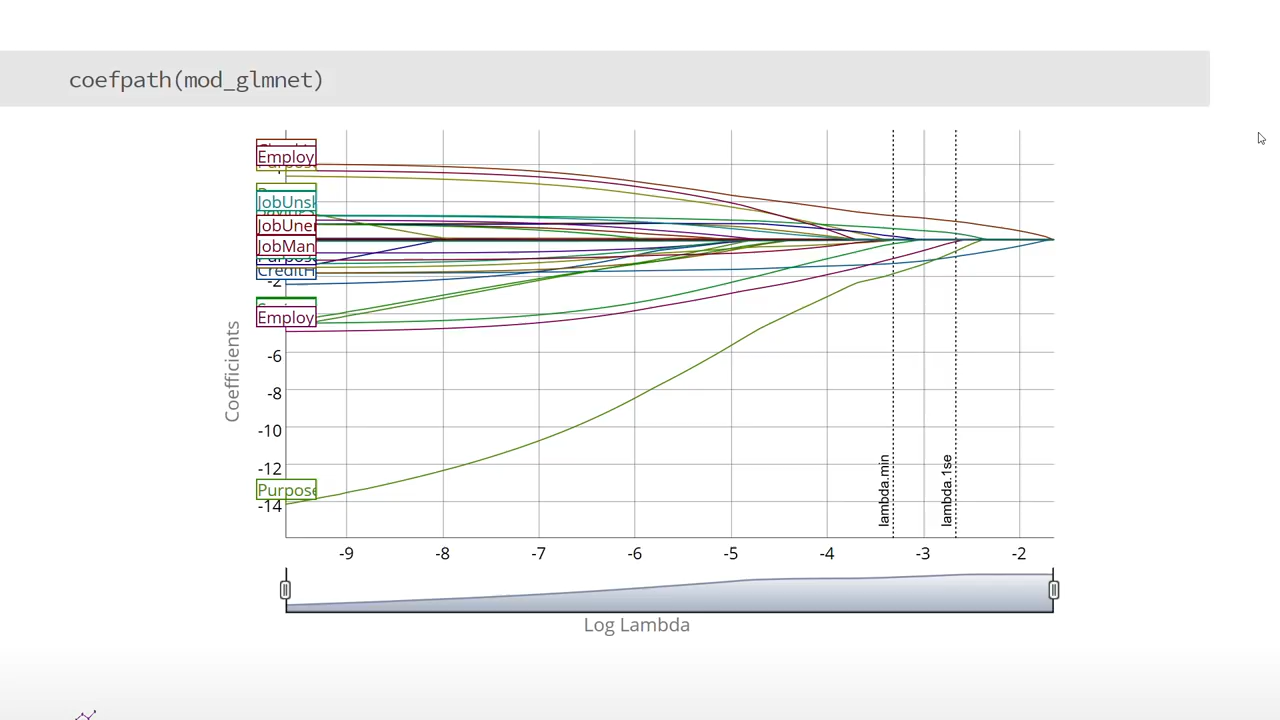 coefpath(mod_glmnet)
Employ
JobUnsk
JobUne
JobMan
CreditH
-2
Employ
-6
-8
-10
-12
Purpose
-14
Coefficients
lambda.min
lambda.1se
-9 -8 -7 -6 -5 -4 -3 -2
Log Lambda